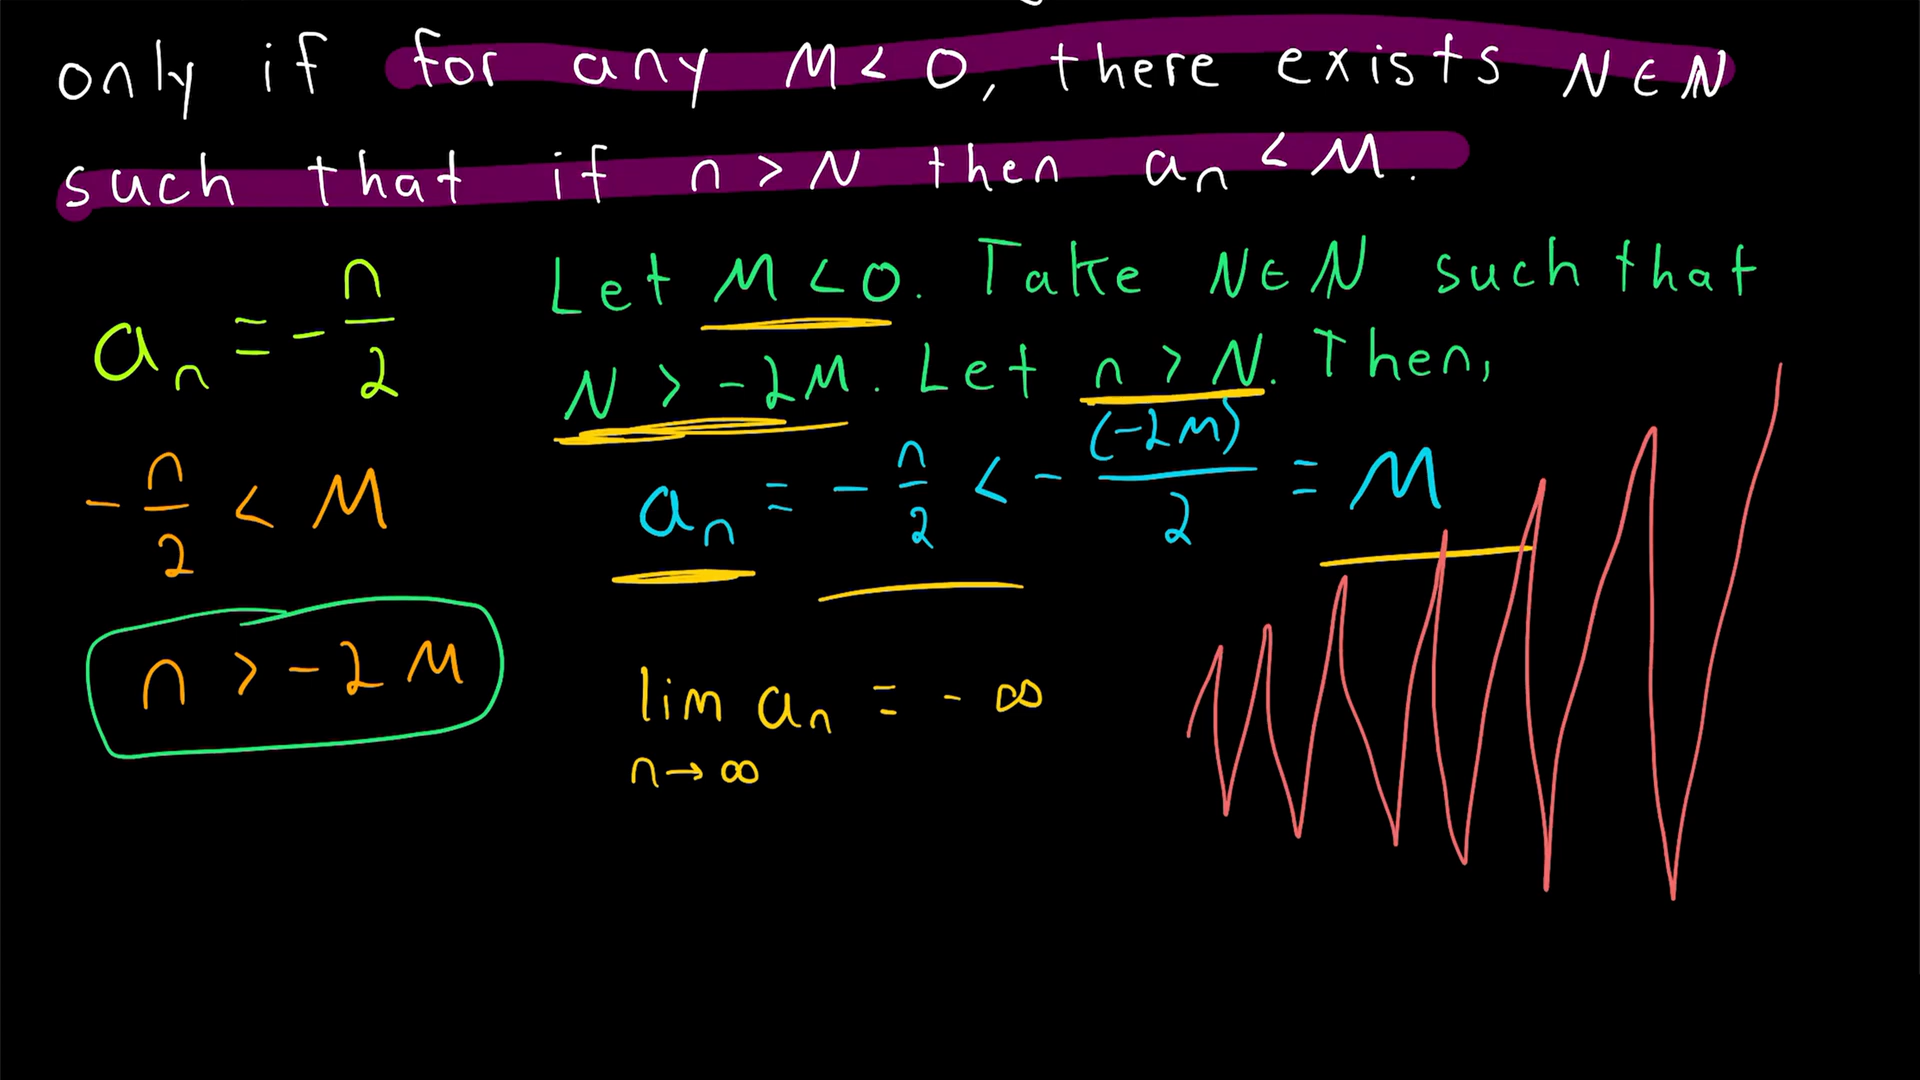 only if for any M < 0, there exists N ∈ ℕ
such that if n > N then aₙ < M.
aₙ = - n/2
Let M < 0. Take N ∈ ℕ such that
N > -2M. Let n > N. Then,
- n/2 < M
aₙ = - n/2 < - (-2M)/2 = M
n > -2M
lim aₙ = - ∞
n → ∞